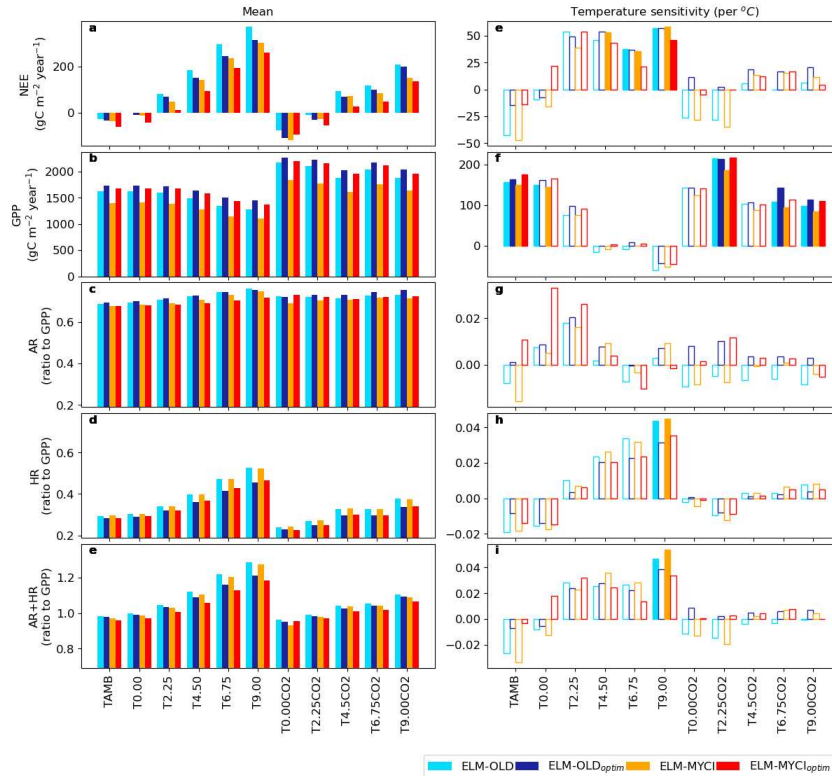 Mean
Temperature sensitivity (per °C)
a
NEE
(gC m⁻² year⁻¹)
200
0
e
50
25
0
−25
−50
b
GPP
(gC m⁻² year⁻¹)
2000
1500
1000
500
0
f
200
100
0
c
AR
(ratio to GPP)
0.6
0.4
0.2
g
0.02
0.00
d
HR
(ratio to GPP)
0.6
0.4
0.2
h
0.04
0.02
0.00
−0.02
e
AR+HR
(ratio to GPP)
1.2
1.0
0.8
i
0.04
0.02
0.00
−0.02
TAMB
T0.00
T2.25
T4.50
T6.75
T9.00
T0.00CO2
T2.25CO2
T4.5CO2
T6.75CO2
T9.00CO2
TAMB
T0.00
T2.25
T4.50
T6.75
T9.00
T0.00CO2
T2.25CO2
T4.5CO2
T6.75CO2
T9.00CO2
ELM-OLD ELM-OLDoptim ELM-MYCI ELM-MYCIoptim